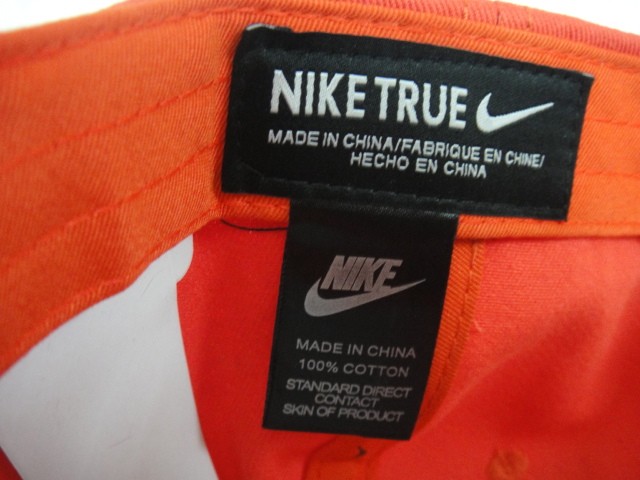 NIKE TRUE
MADE IN CHINA/FABRIQUE EN CHINE/
HECHO EN CHINA
NIKE
MADE IN CHINA
100% COTTON
STANDARD DIRECT
CONTACT
SKIN OF PRODUCT